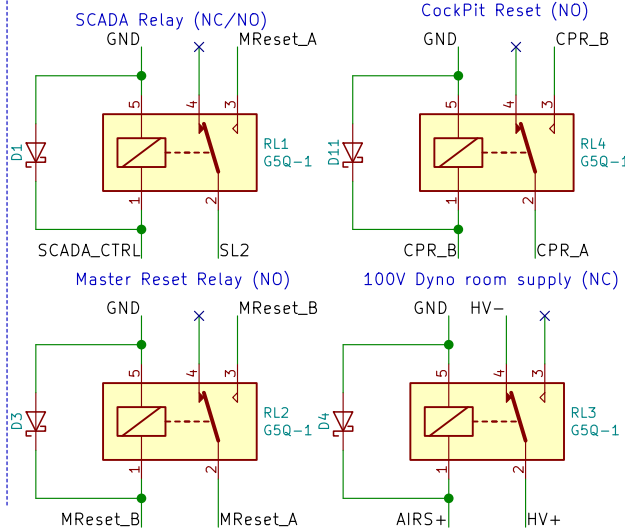 SCADA Relay (NC/NO)
GND
MReset_A
5
4
3
D1
RL1
G5Q-1
1
2
SCADA_CTRL
SL2
CockPit Reset (NO)
GND
CPR_B
5
4
3
D11
RL4
G5Q-1
1
2
CPR_B
CPR_A
Master Reset Relay (NO)
GND
MReset_B
5
4
3
D3
RL2
G5Q-1
1
2
MReset_B
MReset_A
100V Dyno room supply (NC)
GND
HV-
5
4
3
D4
RL3
G5Q-1
1
2
AIRS+
HV+